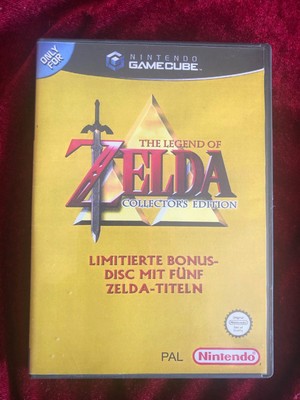 ONLY
FOR
NINTENDO
GAMECUBE
THE LEGEND OF
ZELDA
COLLECTOR'S EDITION
LIMITIERTE BONUS-
DISC MIT FÜNF
ZELDA-TITELN
PAL
Nintendo